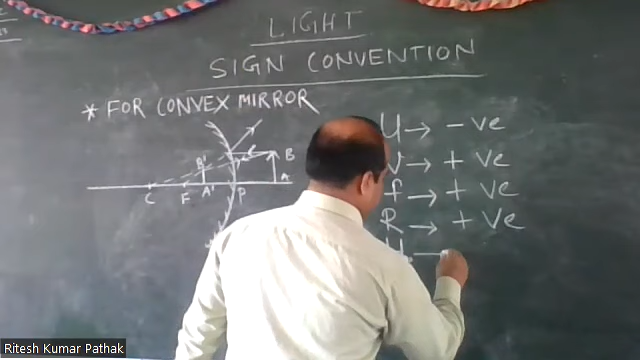 LIGHT
SIGN CONVENTION
* FOR CONVEX MIRROR
U → - ve
v → + ve
f → + ve
R → + ve
B' B
C F A' P A
Ritesh Kumar Pathak